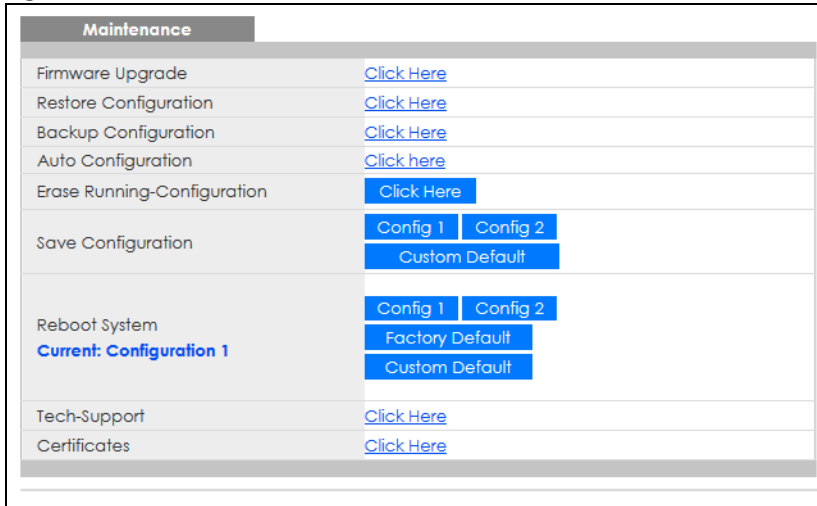 Maintenance
Firmware Upgrade Click Here
Restore Configuration Click Here
Backup Configuration Click Here
Auto Configuration Click here
Erase Running-Configuration Click Here
Save Configuration Config 1 Config 2
Custom Default
Reboot System Config 1 Config 2
Current: Configuration 1 Factory Default
Custom Default
Tech-Support Click Here
Certificates Click Here